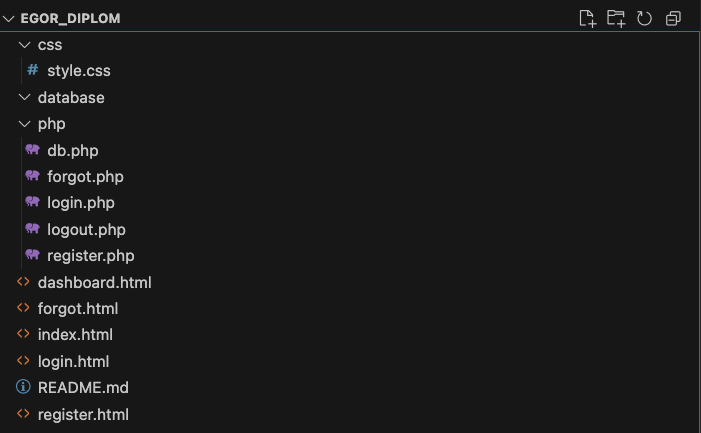 EGOR_DIPLOM
css
# style.css
database
php
db.php
forgot.php
login.php
logout.php
register.php
<> dashboard.html
<> forgot.html
<> index.html
<> login.html
README.md
<> register.html